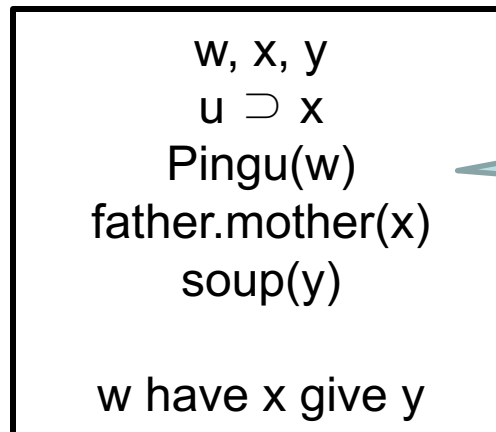 w, x, y
u ⊃ x
Pingu(w)
father.mother(x)
soup(y)
w have x give y